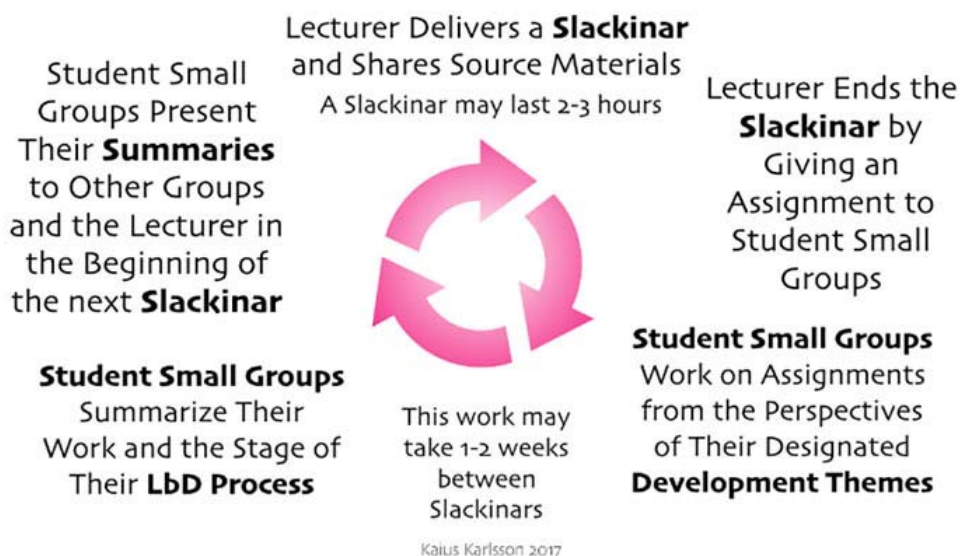 Lecturer Delivers a Slackinar
and Shares Source Materials
A Slackinar may last 2-3 hours
Lecturer Ends the
Slackinar by
Giving an
Assignment to
Student Small
Groups
Student Small Groups
Work on Assignments
from the Perspectives
of Their Designated
Development Themes
This work may
take 1-2 weeks
between
Slackinars
Student Small Groups
Summarize Their
Work and the Stage of
Their LbD Process
Student Small
Groups Present
Their Summaries
to Other Groups
and the Lecturer in
the Beginning of
the next Slackinar
Kaius Karlsson 2017